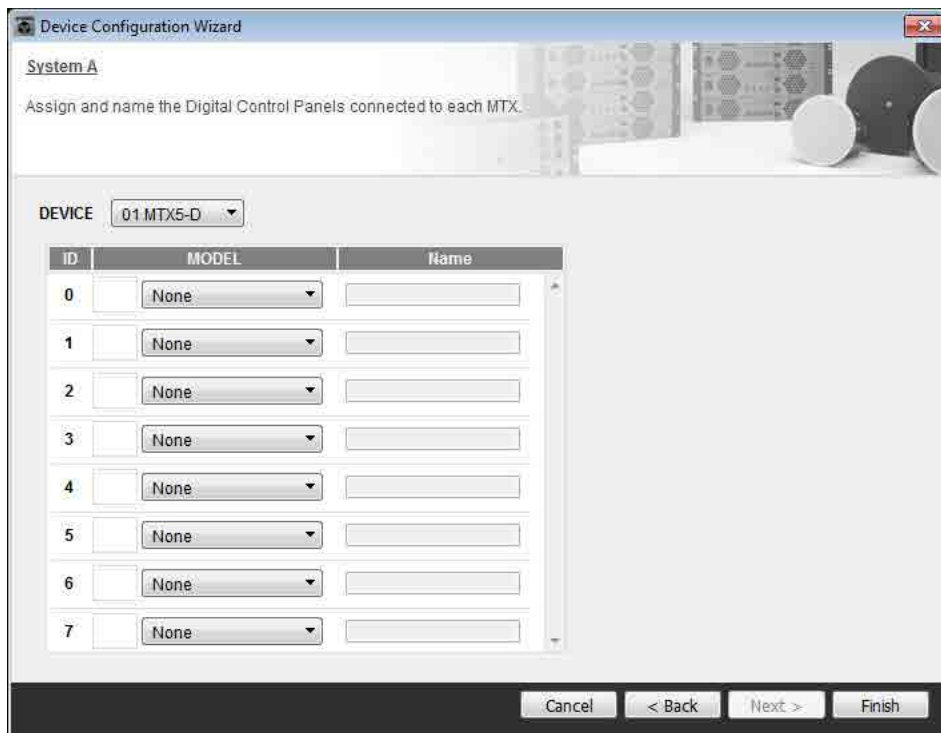 Device Configuration Wizard
System A
Assign and name the Digital Control Panels connected to each MTX.
DEVICE 01 MTX5-D
ID MODEL Name
0 None
1 None
2 None
3 None
4 None
5 None
6 None
7 None
Cancel < Back Next > Finish